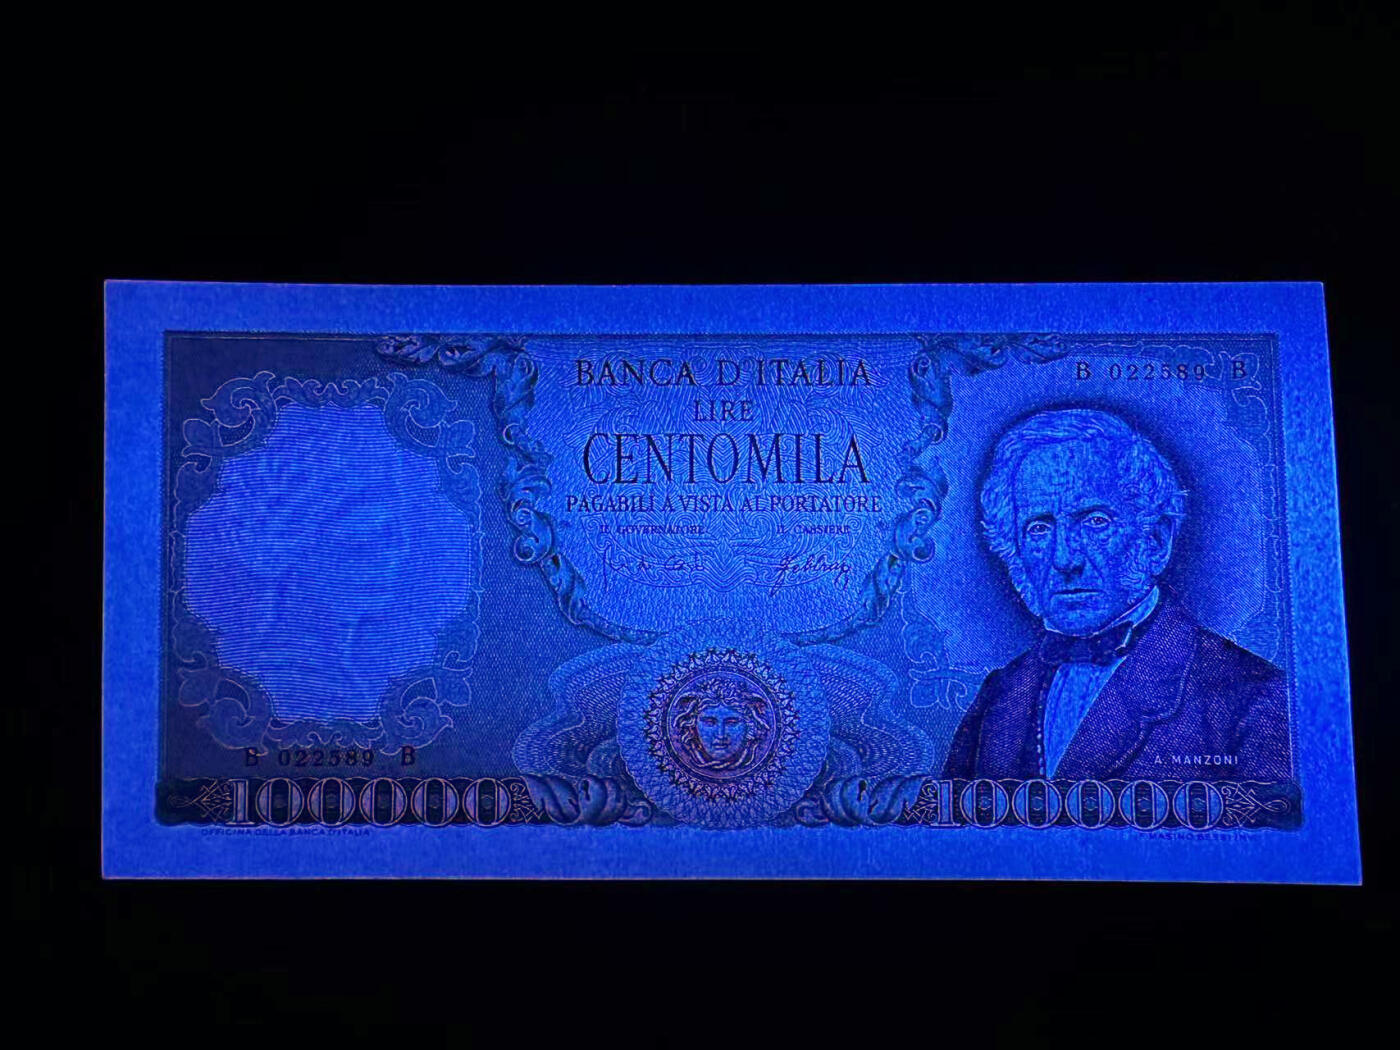 BANCA D'ITALIA
B 022589 B
LIRE
CENTOMILA
PAGABILI A VISTA AL PORTATORE
IL GOVERNATORE IL CASSIERE
B 022589 B
A. MANZONI
100000 100000
OFFICINA DELLA BANCA D'ITALIA